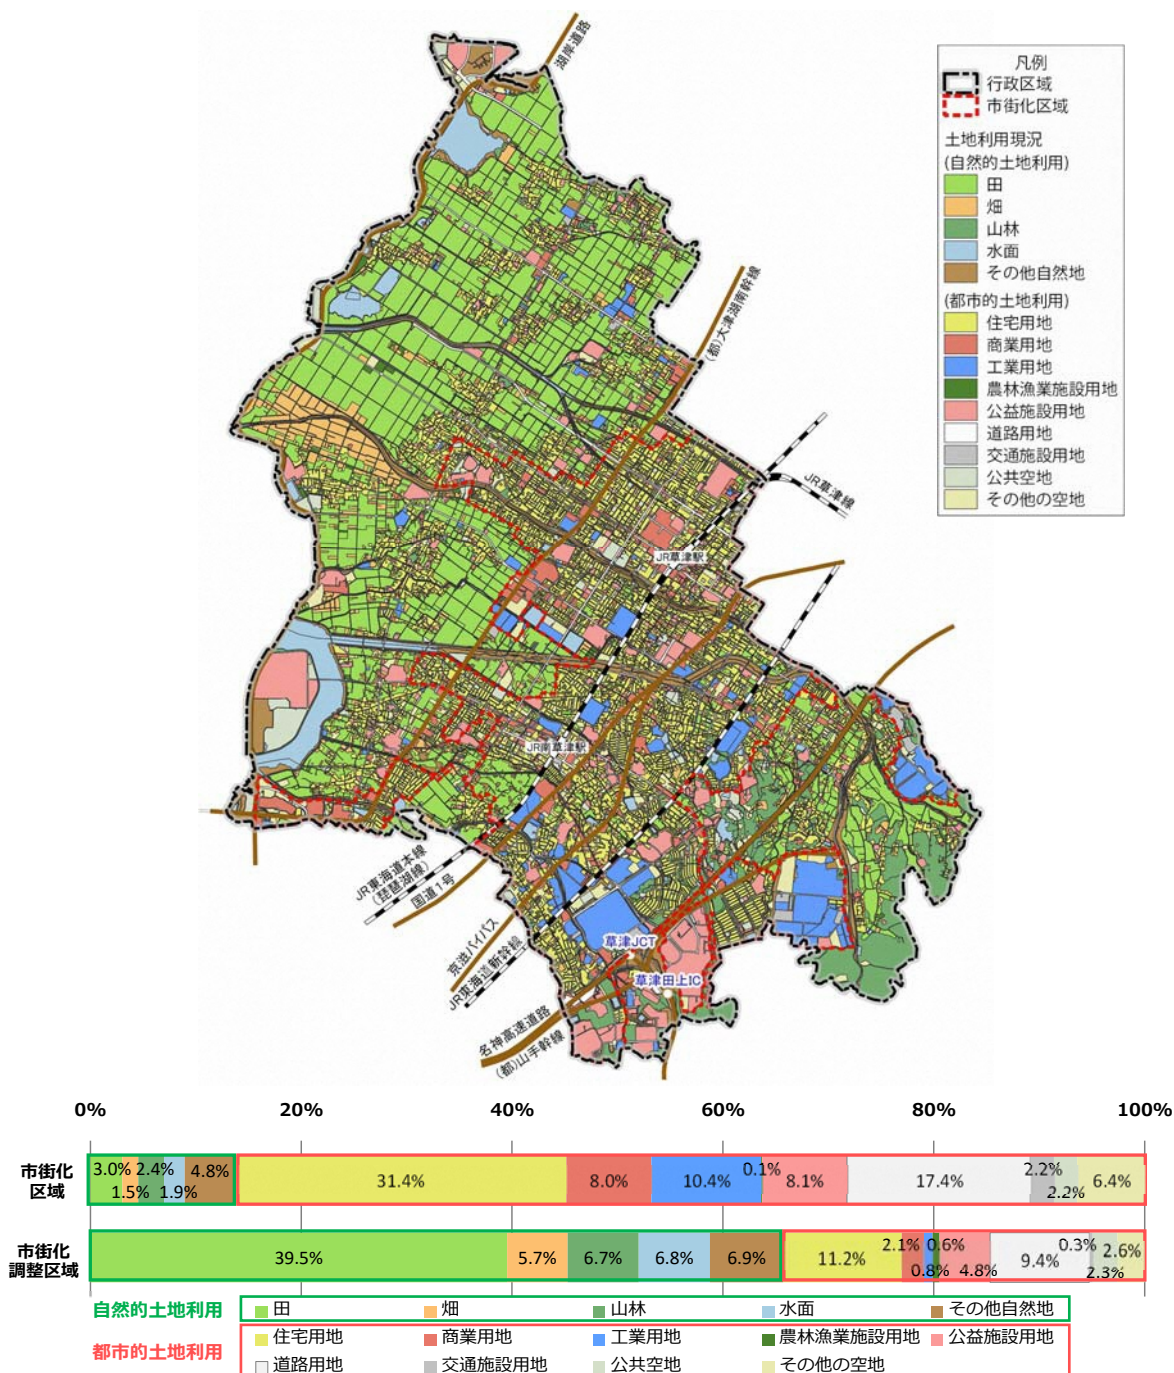 湖岸道路
凡例
行政区域
市街化区域
土地利用現況
(自然的土地利用)
田
畑
山林
水面
その他自然地
(都市的土地利用)
住宅用地
商業用地
工業用地
農林漁業施設用地
公益施設用地
道路用地
交通施設用地
公共空地
その他の空地
(都)大津湖南幹線
JR草津線
JR草津駅
JR南草津駅
JR東海道本線
(琵琶湖線)
国道1号
京滋バイパス
JR東海道新幹線
草津JCT
草津田上IC
名神高速道路
(都)山手幹線
0% 20% 40% 60% 80% 100%
市街化
区域
3.0% 1.5% 2.4% 1.9% 4.8% 31.4% 8.0% 10.4% 0.1% 8.1% 17.4% 2.2% 2.2% 6.4%
市街化
調整区域
39.5% 5.7% 6.7% 6.8% 6.9% 11.2% 2.1% 0.8% 0.6% 4.8% 9.4% 0.3% 2.3% 2.6%
自然的土地利用 田 畑 山林 水面 その他自然地
都市的土地利用 住宅用地 商業用地 工業用地 農林漁業施設用地 公益施設用地
道路用地 交通施設用地 公共空地 その他の空地